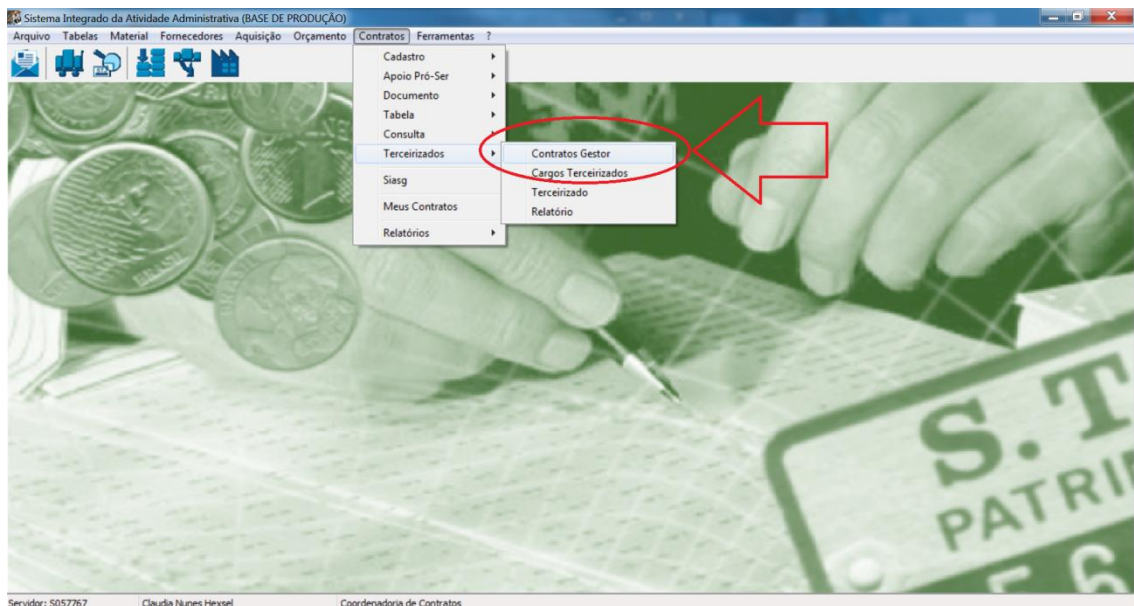 Sistema Integrado da Atividade Administrativa (BASE DE PRODUÇÃO)
Arquivo Tabelas Material Fornecedores Aquisição Orçamento Contratos Ferramentas ?
Cadastro
Apoio Pró-Ser
Documento
Tabela
Consulta
Terceirizados
Contratos Gestor
Cargos Terceirizados
Terceirizado
Relatório
Siasg
Meus Contratos
Relatórios
BRASIL
S.T
PATRI
Servidor: S057767 Claudia Nunes Hexsel Coordenadoria de Contratos